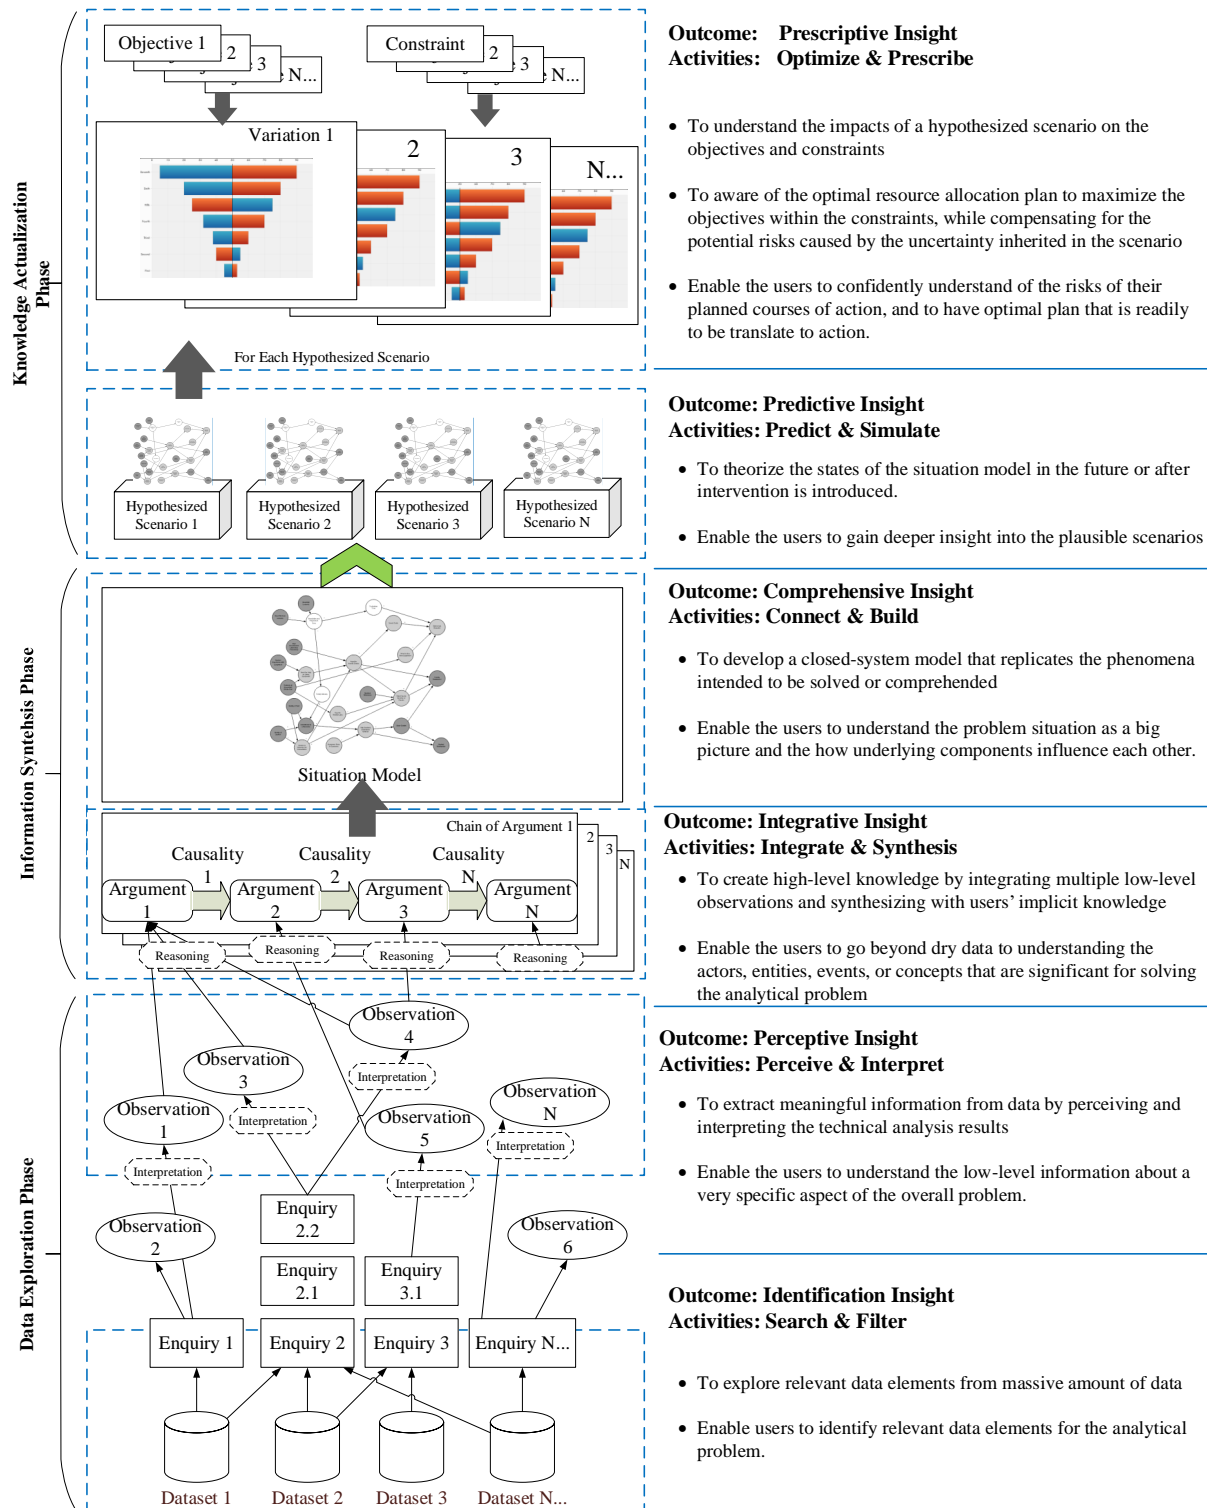 Knowledge Actualization
Phase
Objective 1
2
3
N...
Constraint
2
3
N...
Variation 1
2
3
N...
For Each Hypothesized Scenario
Hypothesized
Scenario 1
Hypothesized
Scenario 2
Hypothesized
Scenario 3
Hypothesized
Scenario N
Outcome: Prescriptive Insight
Activities: Optimize & Prescribe
• To understand the impacts of a hypothesized scenario on the
objectives and constraints
• To aware of the optimal resource allocation plan to maximize the
objectives within the constraints, while compensating for the
potential risks caused by the uncertainty inherited in the scenario
• Enable the users to confidently understand of the risks of their
planned courses of action, and to have optimal plan that is readily
to be translate to action.
Outcome: Predictive Insight
Activities: Predict & Simulate
• To theorize the states of the situation model in the future or after
intervention is introduced.
• Enable the users to gain deeper insight into the plausible scenarios
Information Syntehsis Phase
Situation Model
Chain of Argument 1
2
3
N
Causality
1
Causality
2
Causality
N
Argument
1
Argument
2
Argument
3
Argument
N
Reasoning
Reasoning
Reasoning
Reasoning
Outcome: Comprehensive Insight
Activities: Connect & Build
• To develop a closed-system model that replicates the phenomena
intended to be solved or comprehended
• Enable the users to understand the problem situation as a big
picture and the how underlying components influence each other.
Outcome: Integrative Insight
Activities: Integrate & Synthesis
• To create high-level knowledge by integrating multiple low-level
observations and synthesizing with users' implicit knowledge
• Enable the users to go beyond dry data to understanding the
actors, entities, events, or concepts that are significant for solving
the analytical problem
Data Exploration Phase
Observation
4
Observation
3
Interpretation
Observation
N
Observation
1
Interpretation
Observation
5
Interpretation
Interpretation
Interpretation
Observation
2
Enquiry
2.2
Observation
6
Enquiry
2.1
Enquiry
3.1
Enquiry 1
Enquiry 2
Enquiry 3
Enquiry N...
Dataset 1
Dataset 2
Dataset 3
Dataset N...
Outcome: Perceptive Insight
Activities: Perceive & Interpret
• To extract meaningful information from data by perceiving and
interpreting the technical analysis results
• Enable the users to understand the low-level information about a
very specific aspect of the overall problem.
Outcome: Identification Insight
Activities: Search & Filter
• To explore relevant data elements from massive amount of data
• Enable users to identify relevant data elements for the analytical
problem.